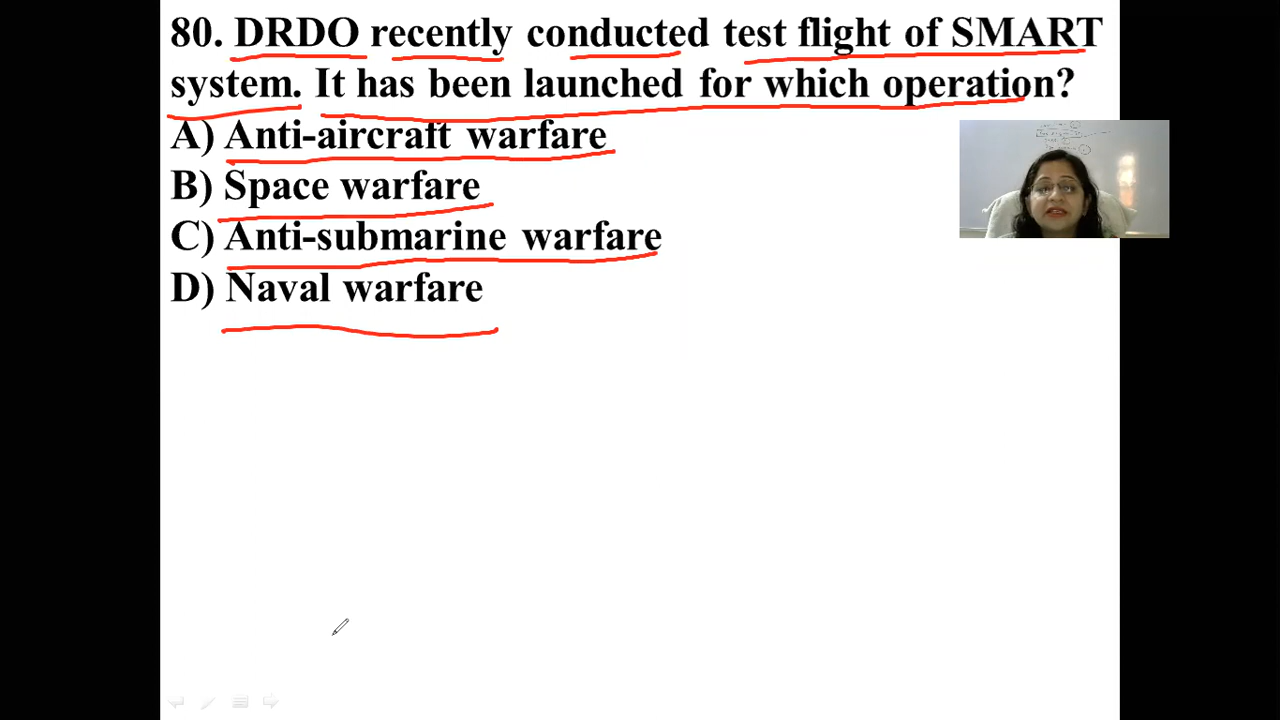 80. DRDO recently conducted test flight of SMART
system. It has been launched for which operation?
A) Anti-aircraft warfare
B) Space warfare
C) Anti-submarine warfare
D) Naval warfare